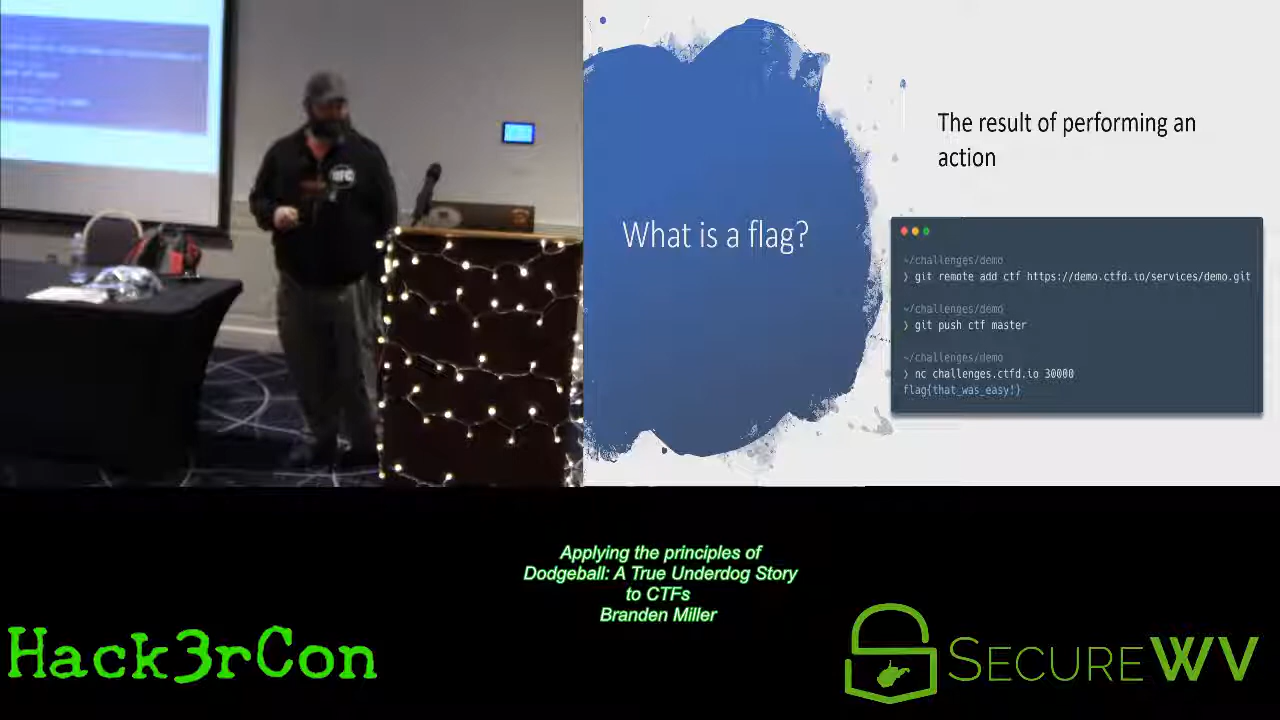 What is a flag?
The result of performing an
action
~/challenges/demo
❯ git remote add ctf https://demo.ctfd.io/services/demo.git
~/challenges/demo
❯ git push ctf master
~/challenges/demo
❯ nc challenges.ctfd.io 30000
flag{that_was_easy!}
Applying the principles of
Dodgeball: A True Underdog Story
to CTFs
Branden Miller
Hack3rCon
SECUREWV